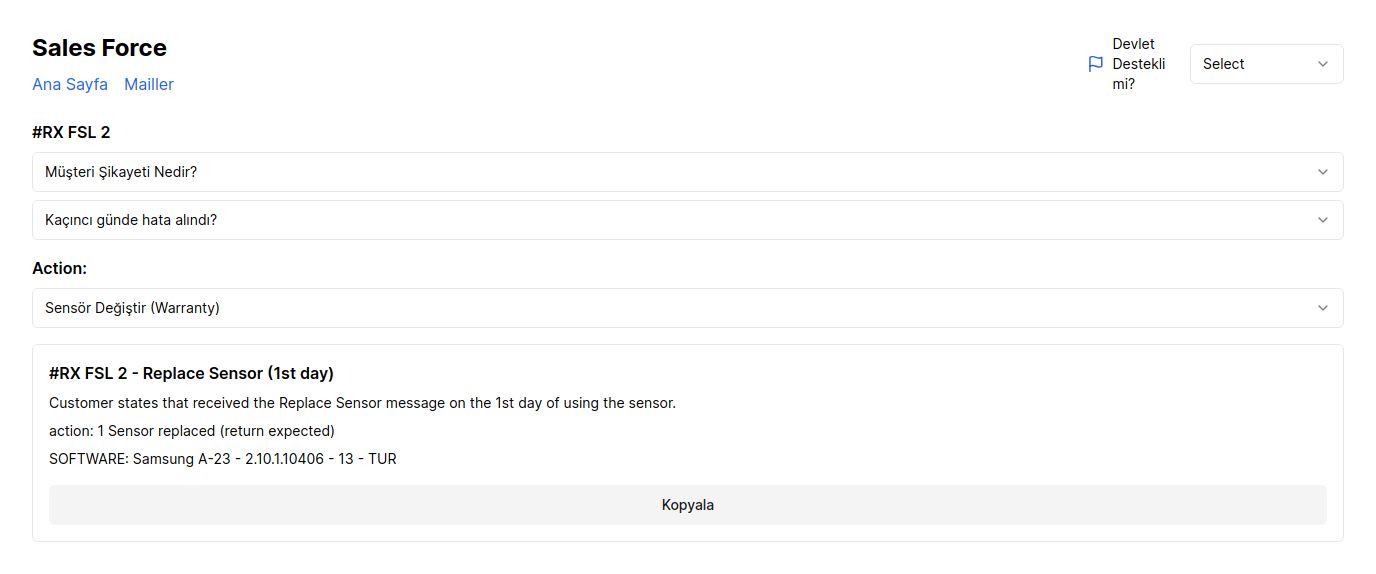 Sales Force
Ana Sayfa Mailler
Devlet
Destekli
mi?
Select
#RX FSL 2
Müşteri Şikayeti Nedir?
Kaçıncı günde hata alındı?
Action:
Sensör Değiştir (Warranty)
#RX FSL 2 - Replace Sensor (1st day)
Customer states that received the Replace Sensor message on the 1st day of using the sensor.
action: 1 Sensor replaced (return expected)
SOFTWARE: Samsung A-23 - 2.10.1.10406 - 13 - TUR
Kopyala